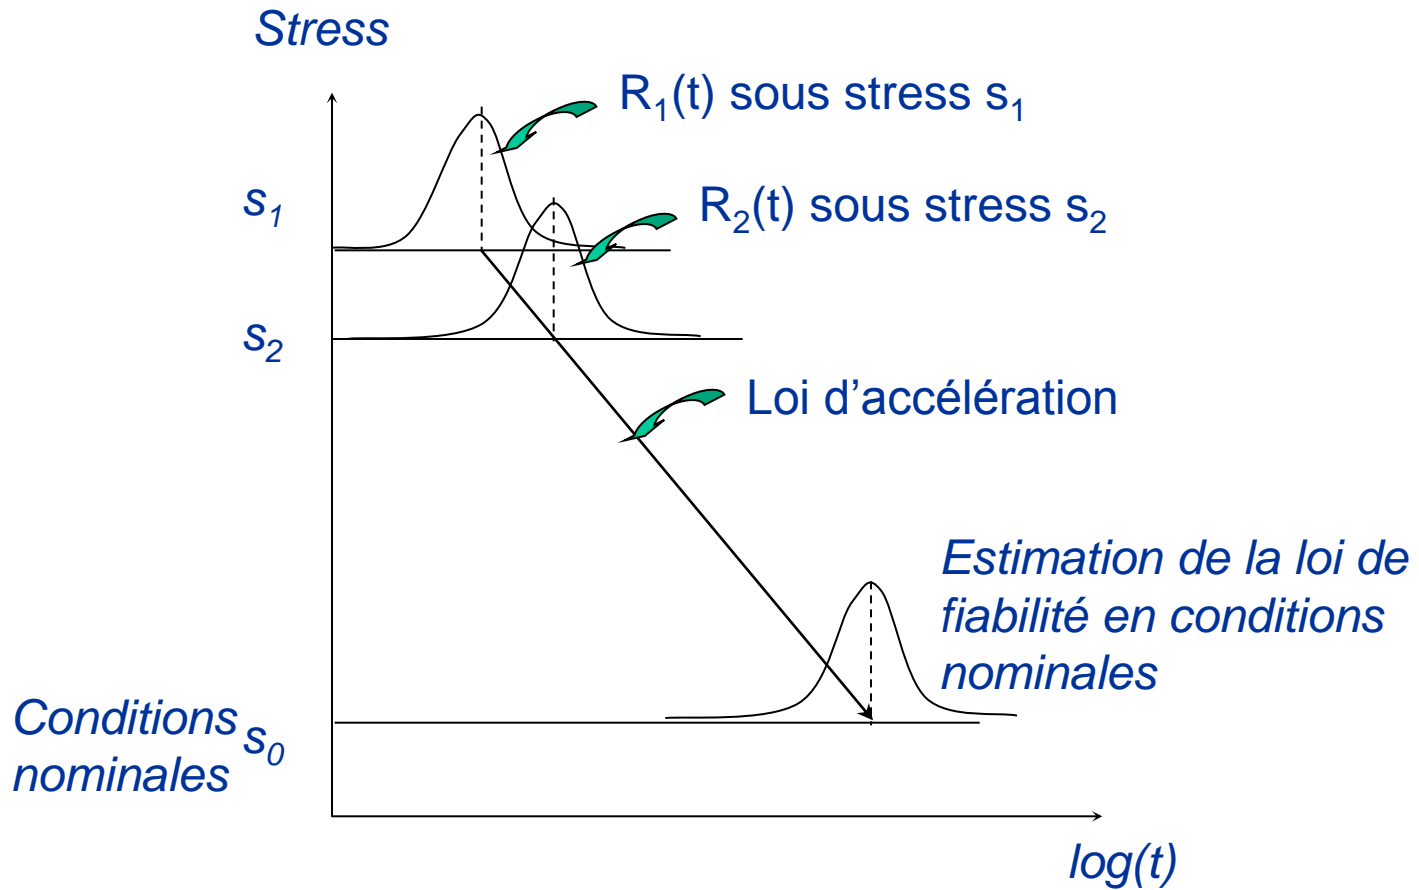 Stress
R₁(t) sous stress s₁
s₁
R₂(t) sous stress s₂
s₂
Loi d’accélération
Estimation de la loi de
fiabilité en conditions
nominales
Conditions
nominales
s₀
log(t)